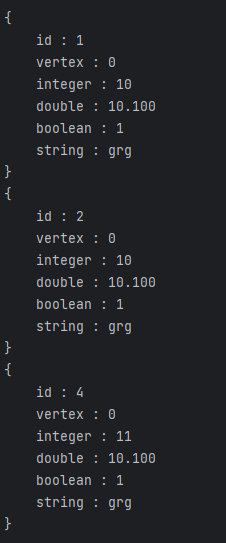 {
    id : 1
    vertex : 0
    integer : 10
    double : 10.100
    boolean : 1
    string : grg
}
{
    id : 2
    vertex : 0
    integer : 10
    double : 10.100
    boolean : 1
    string : grg
}
{
    id : 4
    vertex : 0
    integer : 11
    double : 10.100
    boolean : 1
    string : grg
}